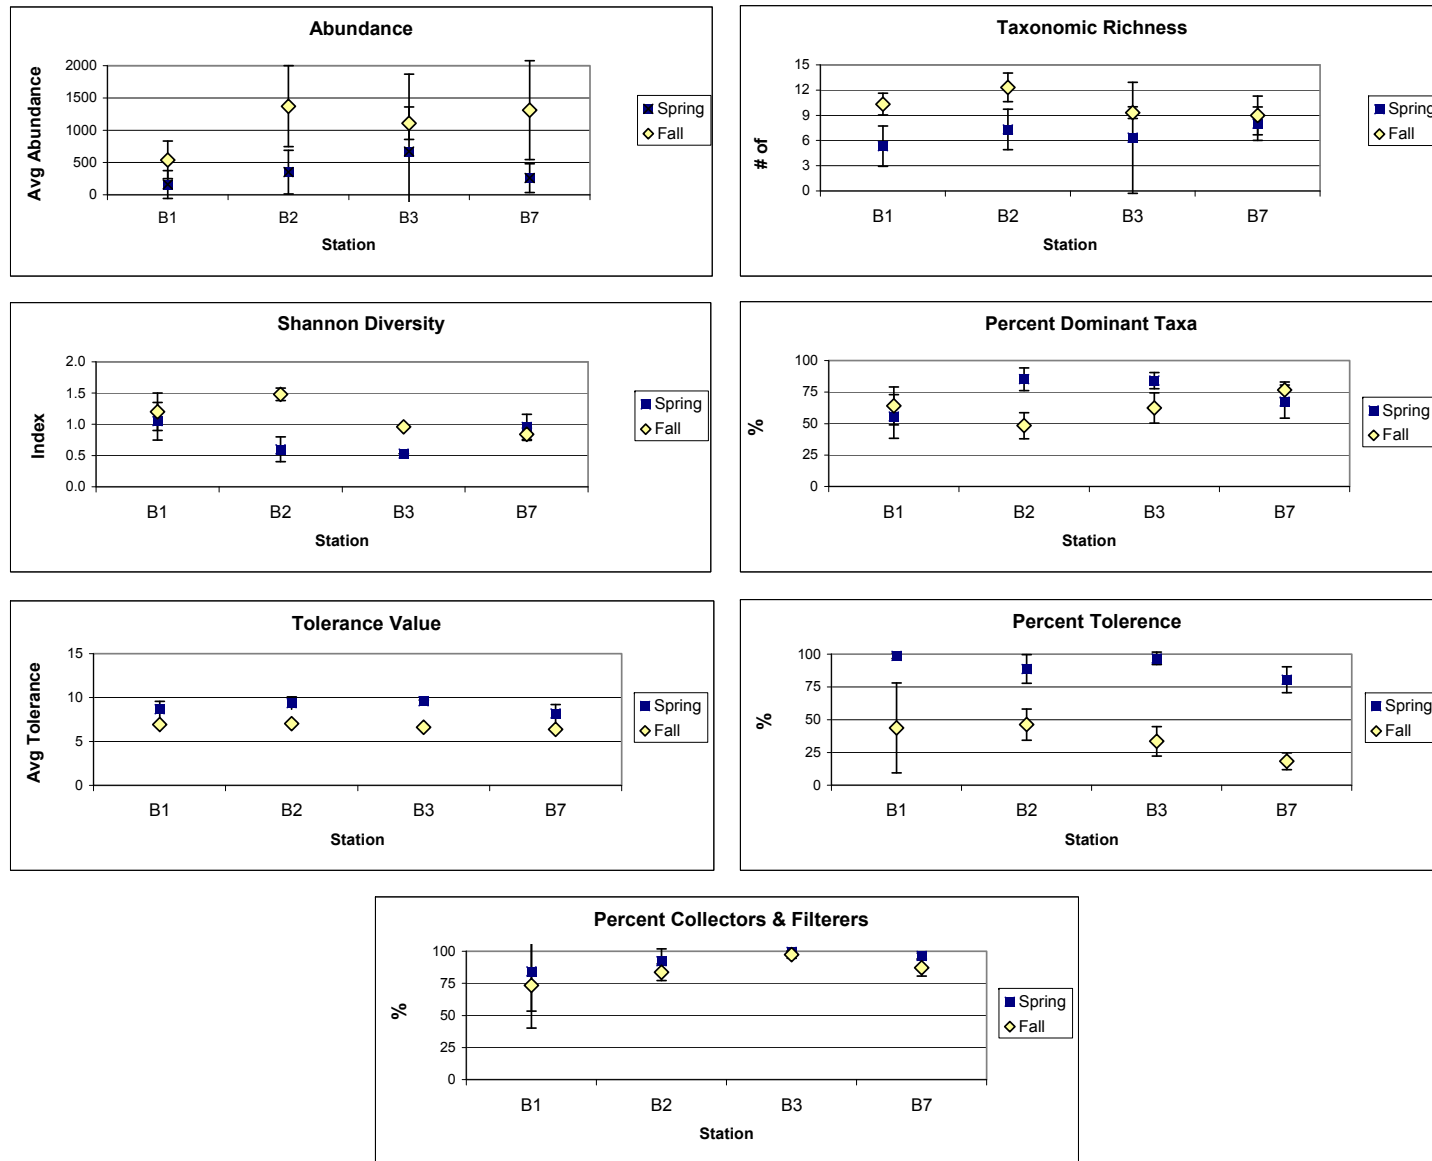 Abundance
Avg Abundance
2000
1500
1000
500
0
B1 B2 B3 B7
Station
Spring
Fall
Taxonomic Richness
# of
15
12
9
6
3
0
B1 B2 B3 B7
Station
Spring
Fall
Shannon Diversity
Index
2.0
1.5
1.0
0.5
0.0
B1 B2 B3 B7
Station
Spring
Fall
Percent Dominant Taxa
%
100
75
50
25
0
B1 B2 B3 B7
Station
Spring
Fall
Tolerance Value
Avg Tolerance
15
10
5
0
B1 B2 B3 B7
Station
Spring
Fall
Percent Tolerence
%
100
75
50
25
0
B1 B2 B3 B7
Station
Spring
Fall
Percent Collectors & Filterers
%
100
75
50
25
0
B1 B2 B3 B7
Station
Spring
Fall